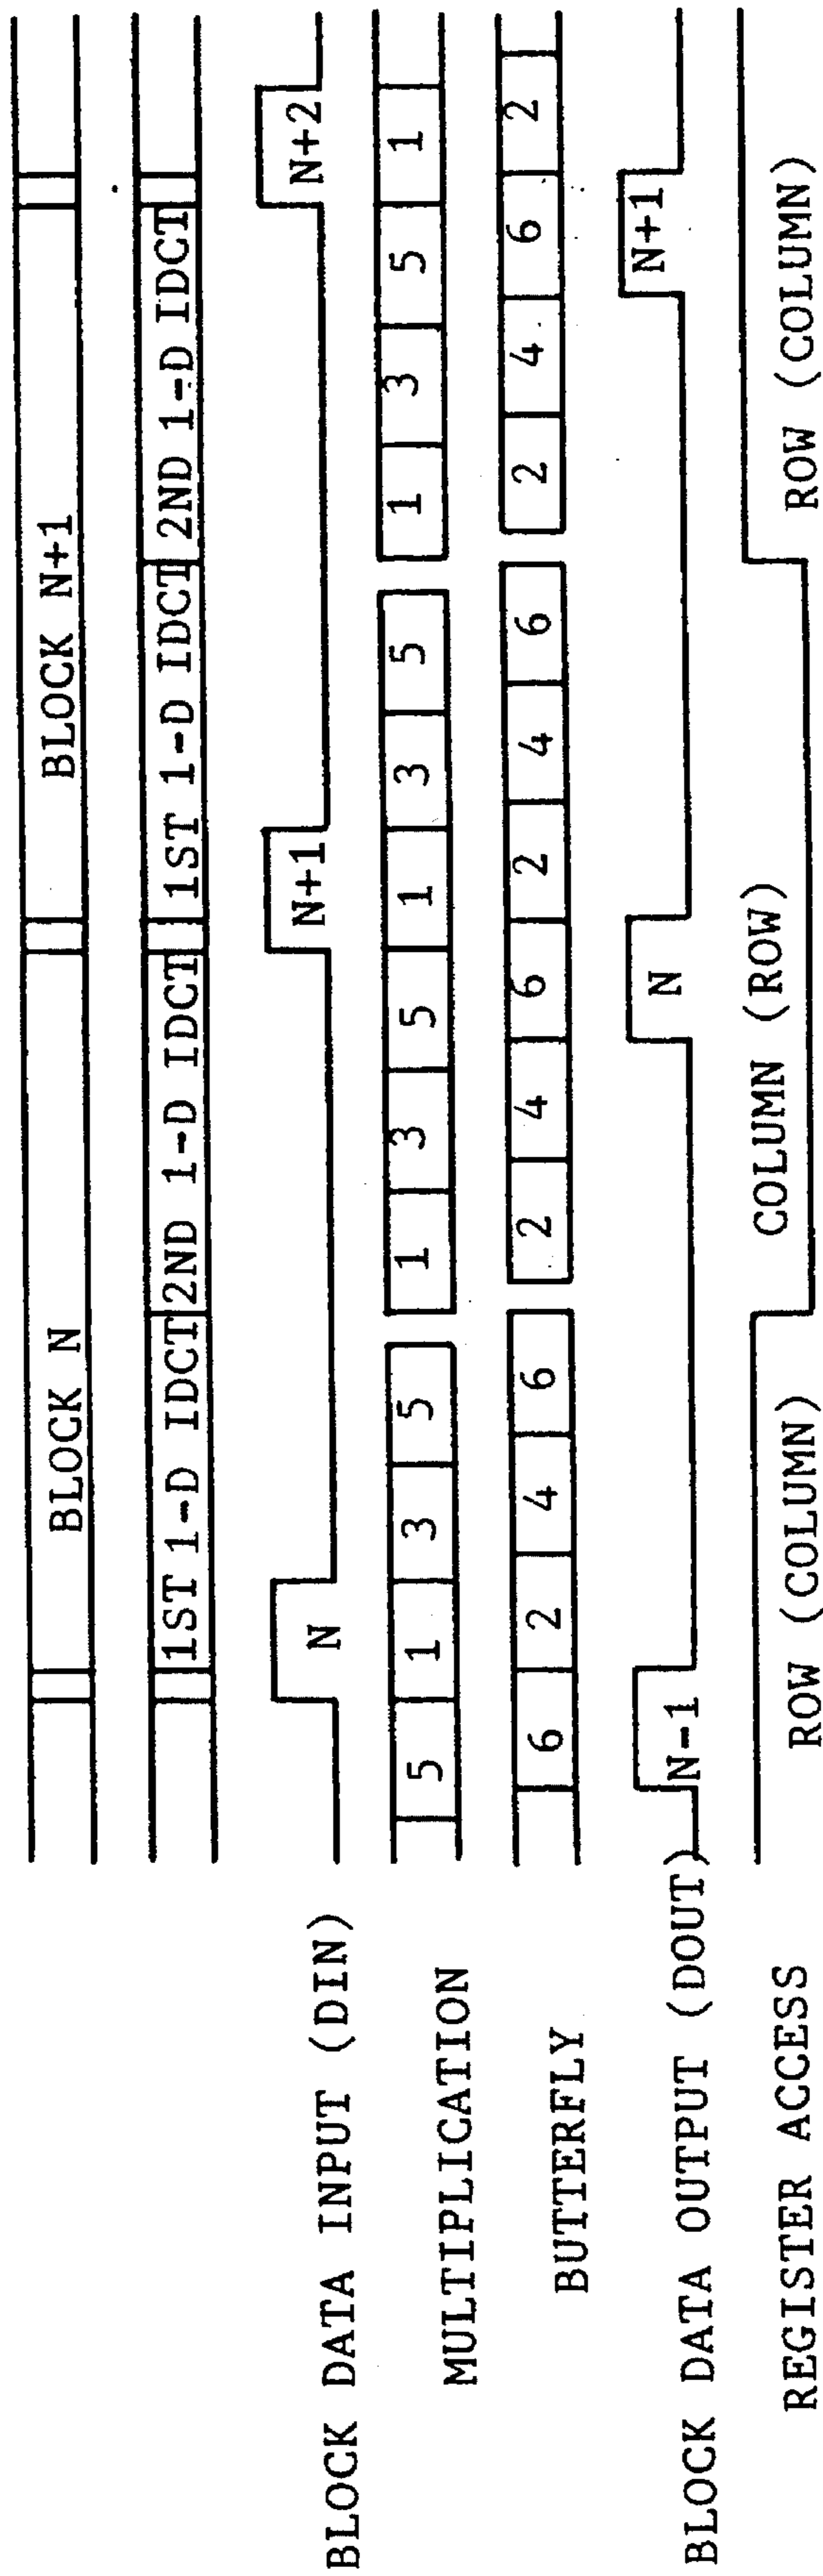 BLOCK N BLOCK N+1
1ST 1-D IDCT 2ND 1-D IDCT 1ST 1-D IDCT 2ND 1-D IDCT
BLOCK DATA INPUT (DIN) N N+1 N+2
MULTIPLICATION 5 1 3 5 1 3 5 1 3 5 1 3 5 1
BUTTERFLY 6 2 4 6 2 4 6 2 4 6 2 4 6 2
BLOCK DATA OUTPUT (DOUT) N-1 N N+1
REGISTER ACCESS ROW (COLUMN) COLUMN (ROW) ROW (COLUMN)